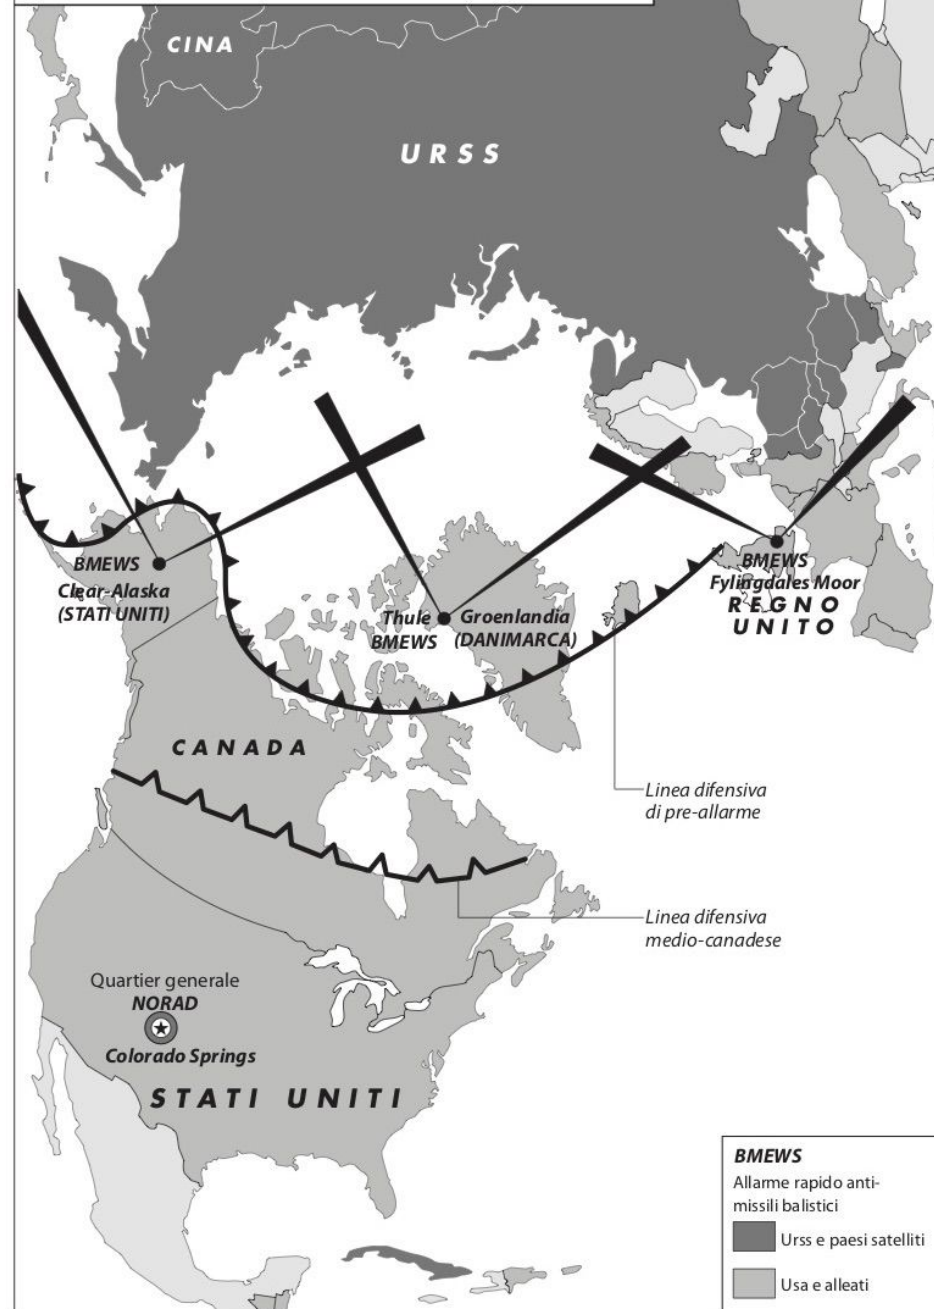 CINA
URSS
BMEWS
Clear-Alaska
(STATI UNITI)
Thule
BMEWS
Groenlandia
(DANIMARCA)
BMEWS
Fylingdales Moor
REGNO
UNITO
CANADA
Linea difensiva
di pre-allarme
Linea difensiva
medio-canadese
Quartier generale
NORAD
Colorado Springs
STATI UNITI
BMEWS
Allarme rapido anti-
missili balistici
Urss e paesi satelliti
Usa e alleati